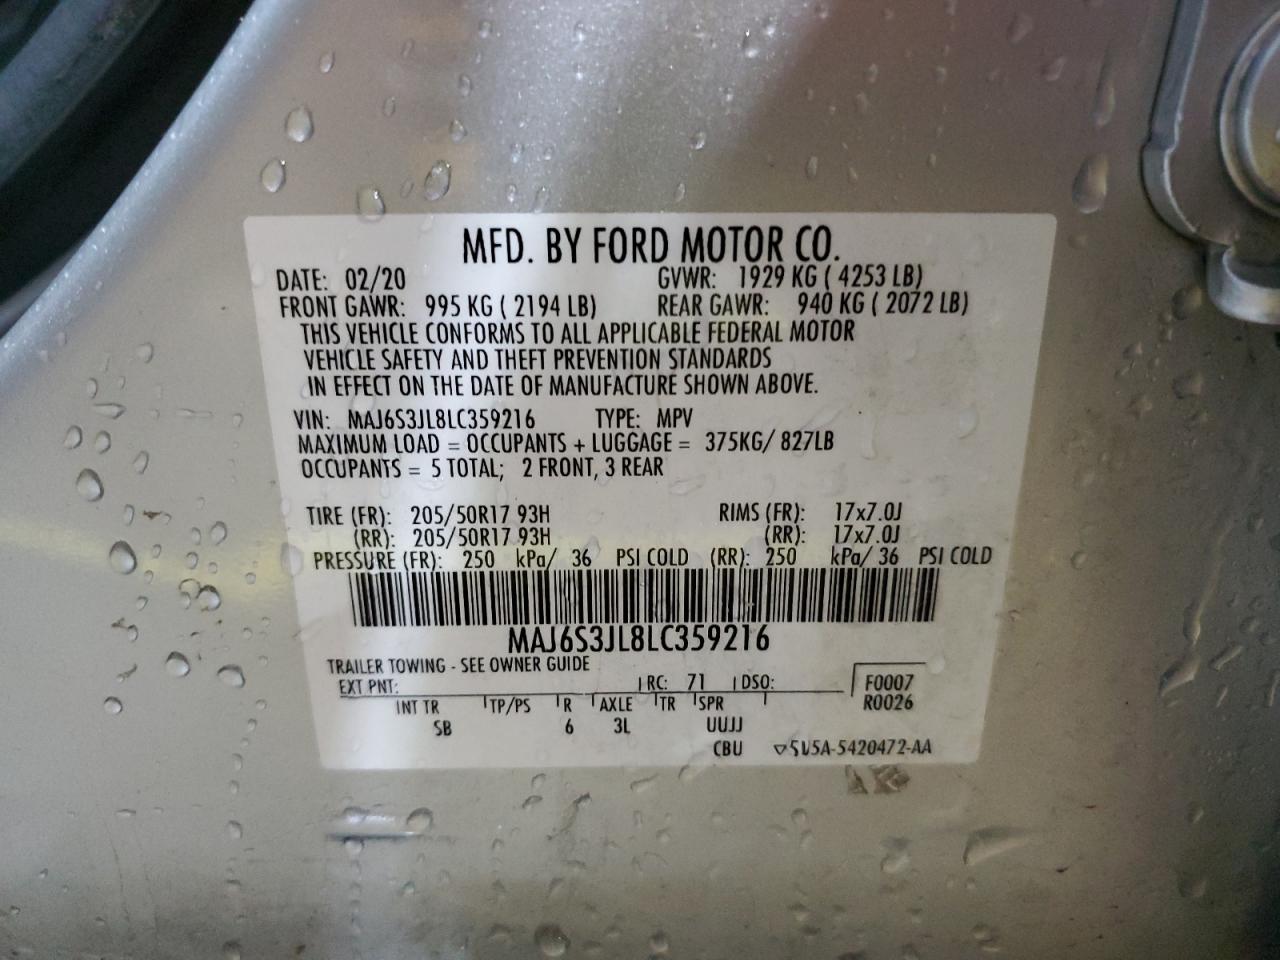 MFD. BY FORD MOTOR CO.
DATE: 02/20 GVWR: 1929 KG ( 4253 LB)
FRONT GAWR: 995 KG ( 2194 LB) REAR GAWR: 940 KG ( 2072 LB)
THIS VEHICLE CONFORMS TO ALL APPLICABLE FEDERAL MOTOR
VEHICLE SAFETY AND THEFT PREVENTION STANDARDS
IN EFFECT ON THE DATE OF MANUFACTURE SHOWN ABOVE.
VIN: MAJ6S3JL8LC359216 TYPE: MPV
MAXIMUM LOAD = OCCUPANTS + LUGGAGE = 375KG/ 827LB
OCCUPANTS = 5 TOTAL; 2 FRONT, 3 REAR
TIRE (FR): 205/50R17 93H RIMS (FR): 17x7.0J
(RR): 205/50R17 93H (RR): 17x7.0J
PRESSURE (FR): 250 kPa/ 36 PSI COLD (RR): 250 kPa/ 36 PSI COLD
MAJ6S3JL8LC359216
TRAILER TOWING - SEE OWNER GUIDE
EXT PNT: RC: 71 DSO: F0007
INT TR TP/PS R AXLE TR SPR R0026
SB 6 3L UUJJ
CBU ▽5U5A-5420472-AA